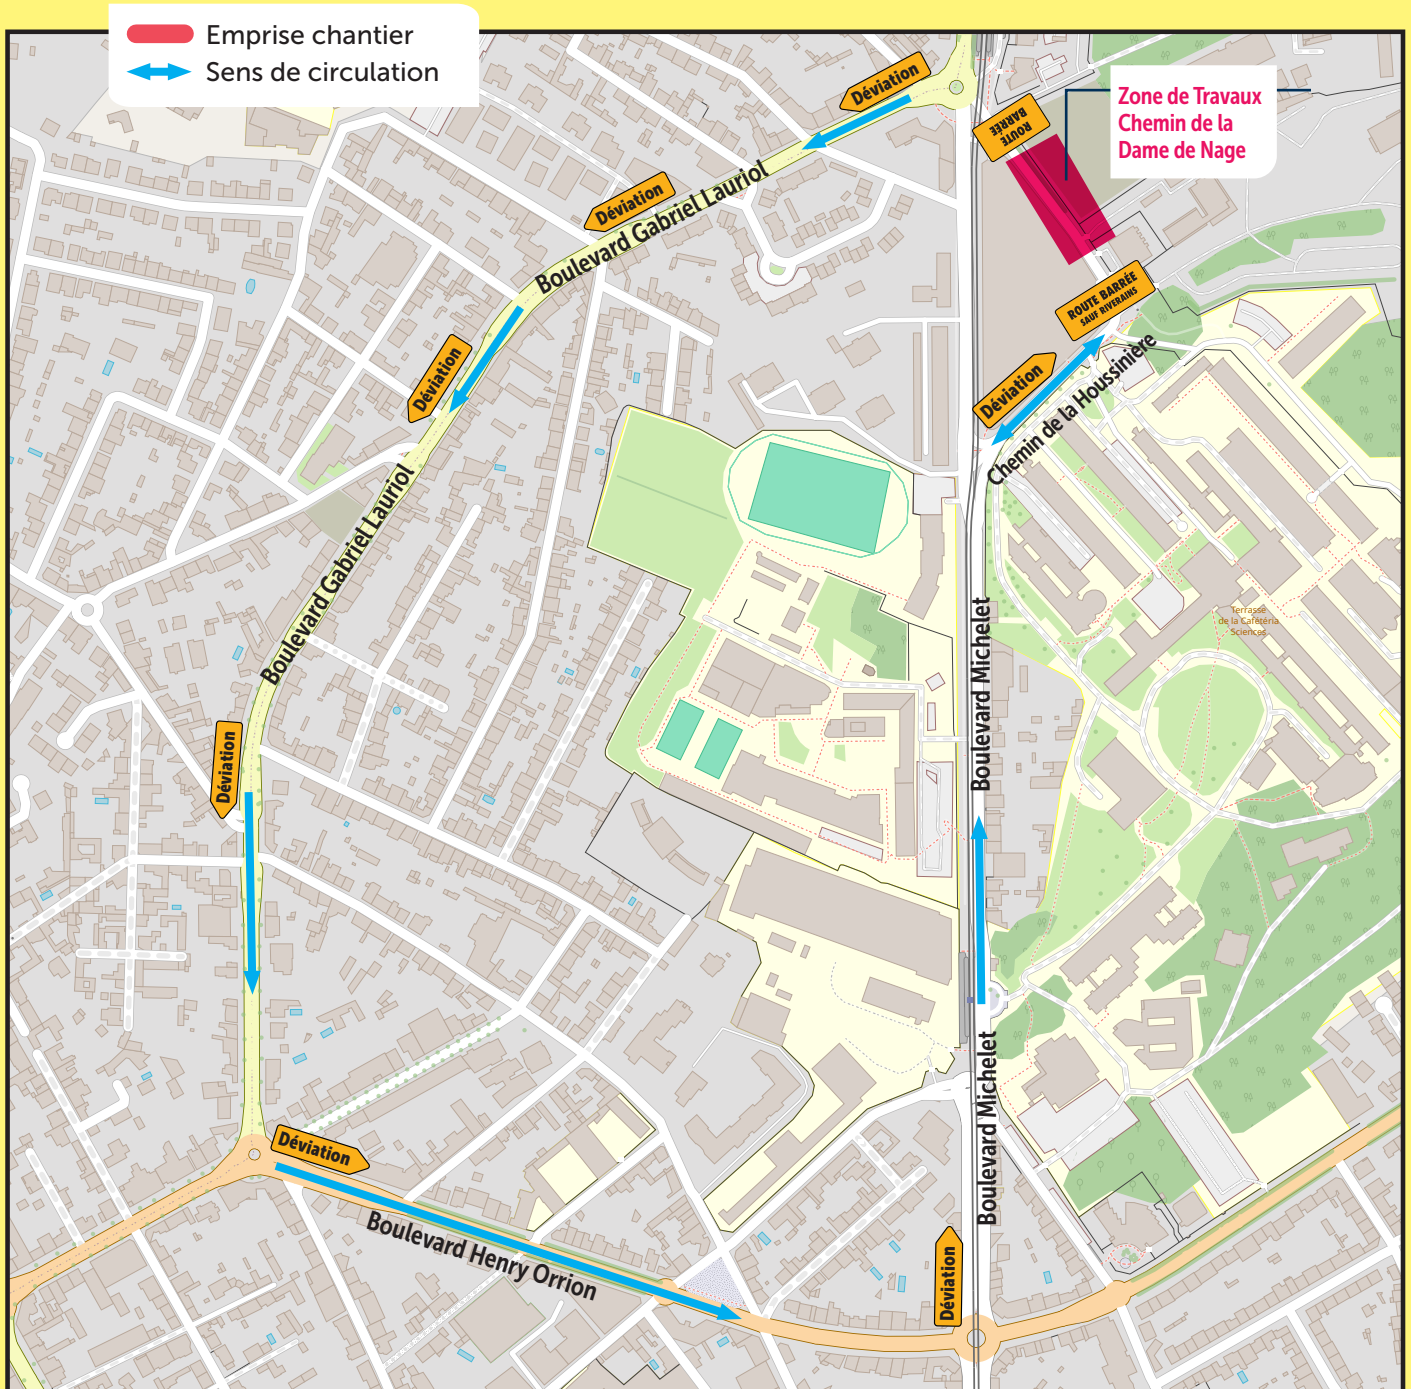 Emprise chantier
Sens de circulation
Déviation
ROUTE
BARRÉE
Zone de Travaux
Chemin de la
Dame de Nage
Déviation
Boulevard Gabriel Lauriol
ROUTE BARRÉE
SAUF RIVERAINS
Déviation
Déviation
Chemin de la Houssinière
Boulevard Gabriel Lauriol
Terrasse
de la Cafétéria
Sciences
Boulevard Michelet
Déviation
Boulevard Michelet
Déviation
Boulevard Henry Orrion
Déviation